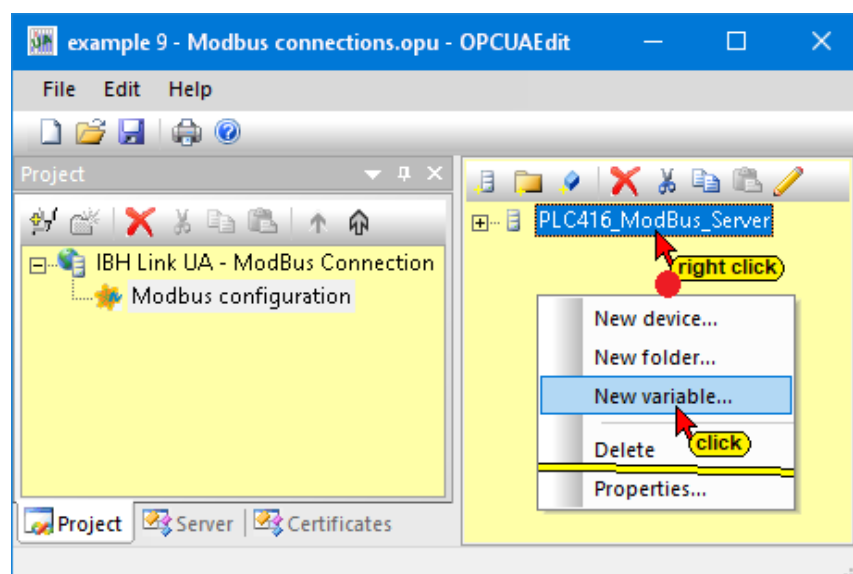 example 9 - Modbus connections.opu - OPCUAEdit
File Edit Help
Project
IBH Link UA - ModBus Connection
Modbus configuration
Project Server Certificates
PLC416_ModBus_Server
right click
New device...
New folder...
New variable...
click
Delete
Properties...